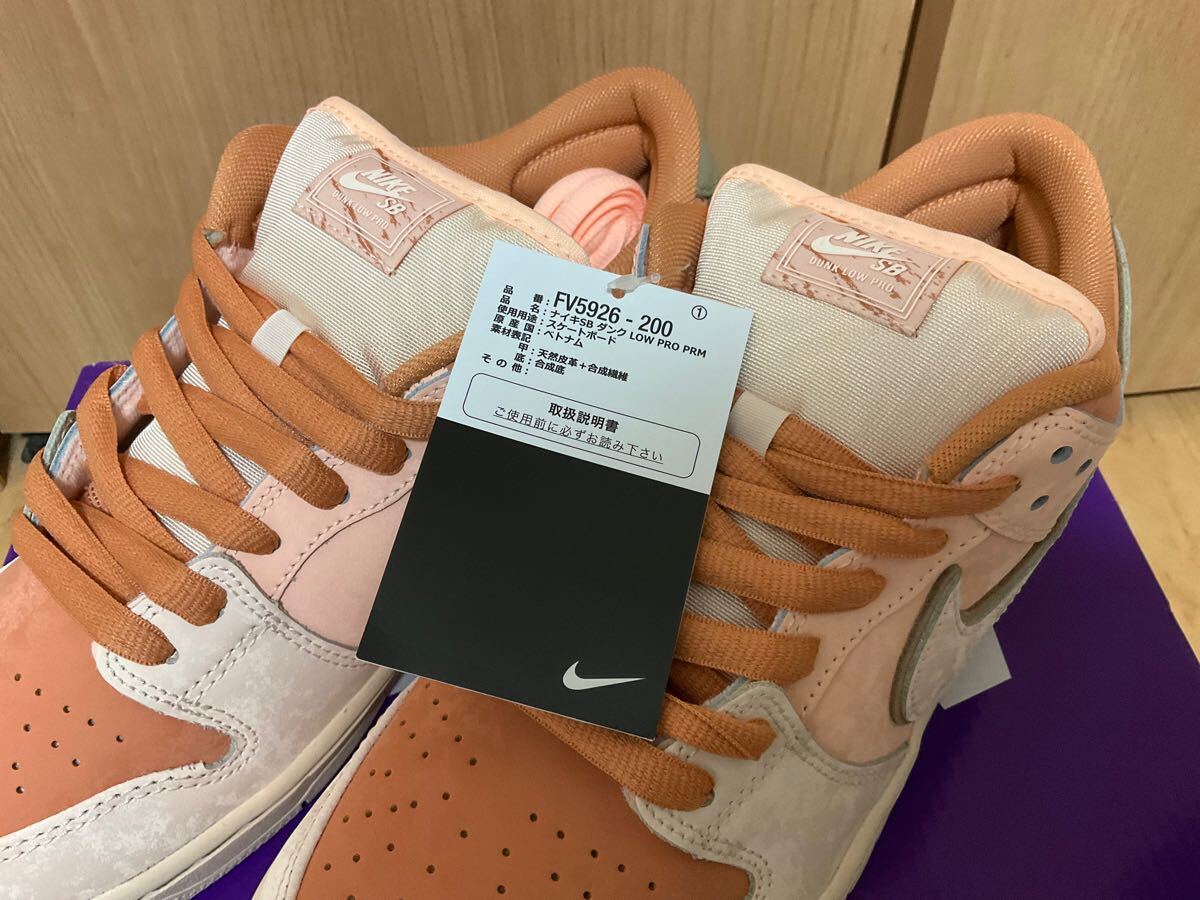 NIKE
SB
DUNK LOW PRO
NIKE
SB
DUNK LOW PRO
①
品番：FV5926 - 200
品名：ナイキSB ダンク LOW PRO PRM
使用用途：スケートボード
原産国：ベトナム
素材表記
甲：天然皮革＋合成繊維
底：合成底
その他：
取扱説明書
ご使用前に必ずお読み下さい